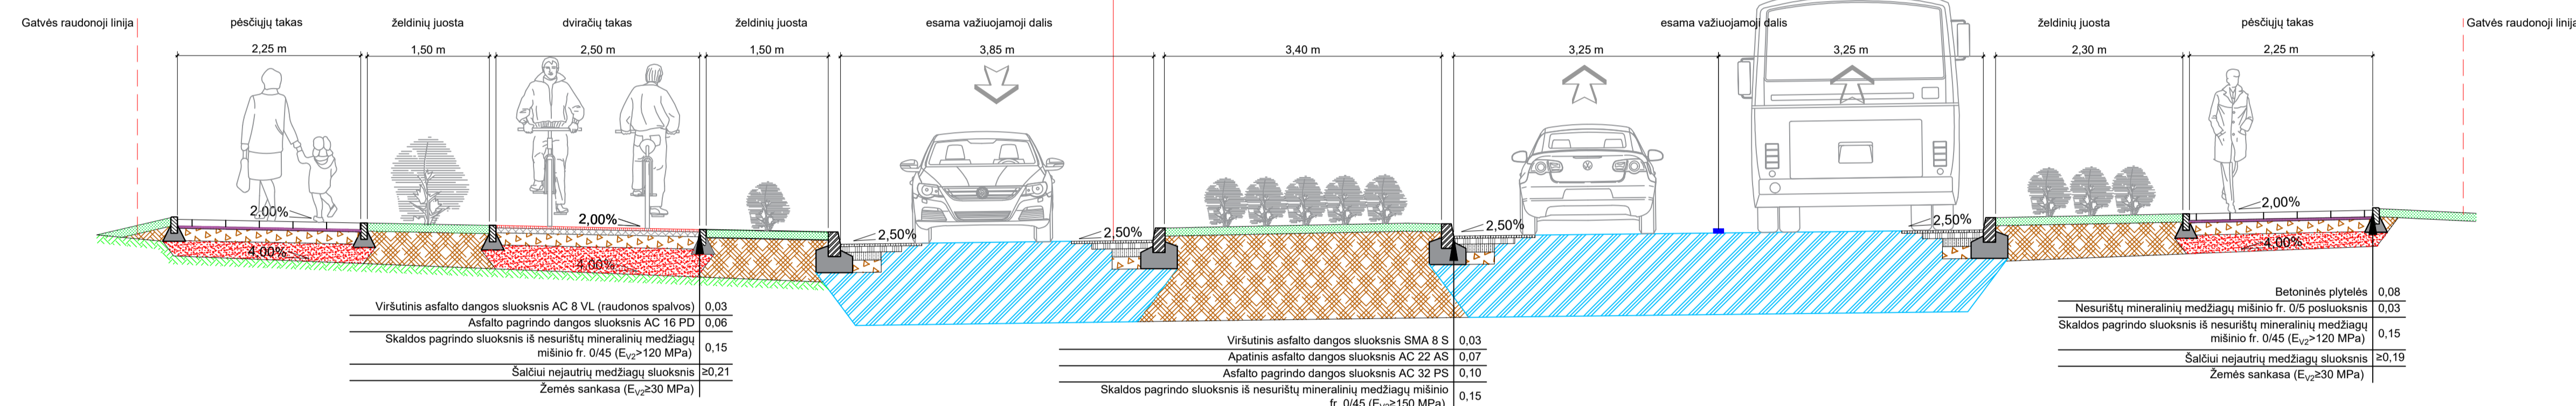 Gatvės raudonoji linija
pėsčiųjų takas
želdinių juosta
dviračių takas
želdinių juosta
esama važiuojamoji dalis
esama važiuojamoji dalis
želdinių juosta
pėsčiųjų takas
Gatvės raudonoji linija
2,25 m
1,50 m
2,50 m
1,50 m
3,85 m
3,40 m
3,25 m
3,25 m
2,30 m
2,25 m
2,00%
2,00%
2,50%
2,50%
2,50%
2,50%
2,00%
4,00%
4,00%
4,00%
Viršutinis asfalto dangos sluoksnis AC 8 VL (raudonos spalvos) 0,03
Asfalto pagrindo dangos sluoksnis AC 16 PD 0,06
Skaldos pagrindo sluoksnis iš nesurištų mineralinių medžiagų
mišinio fr. 0/45 (EV2>120 MPa) 0,15
Šalčiui nejautrių medžiagų sluoksnis ≥0,21
Žemės sankasa (EV2≥30 MPa)
Viršutinis asfalto dangos sluoksnis SMA 8 S 0,03
Apatinis asfalto dangos sluoksnis AC 22 AS 0,07
Asfalto pagrindo dangos sluoksnis AC 32 PS 0,10
Skaldos pagrindo sluoksnis iš nesurištų mineralinių medžiagų mišinio
fr. 0/45 (EV2≥150 MPa) 0,15
Betoninės plytelės 0,08
Nesurištų mineralinių medžiagų mišinio fr. 0/5 posluoksnis 0,03
Skaldos pagrindo sluoksnis iš nesurištų mineralinių medžiagų
mišinio fr. 0/45 (EV2>120 MPa) 0,15
Šalčiui nejautrių medžiagų sluoksnis ≥0,19
Žemės sankasa (EV2≥30 MPa)